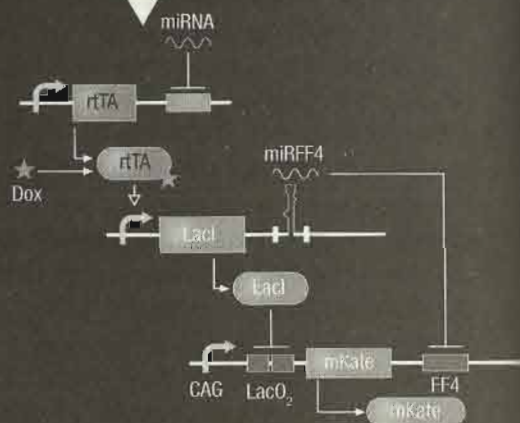 miRNA
rtTA
rtTA
Dox
miRFF4
LacI
LacI
mKate
CAG LacO₂
FF4
mKate